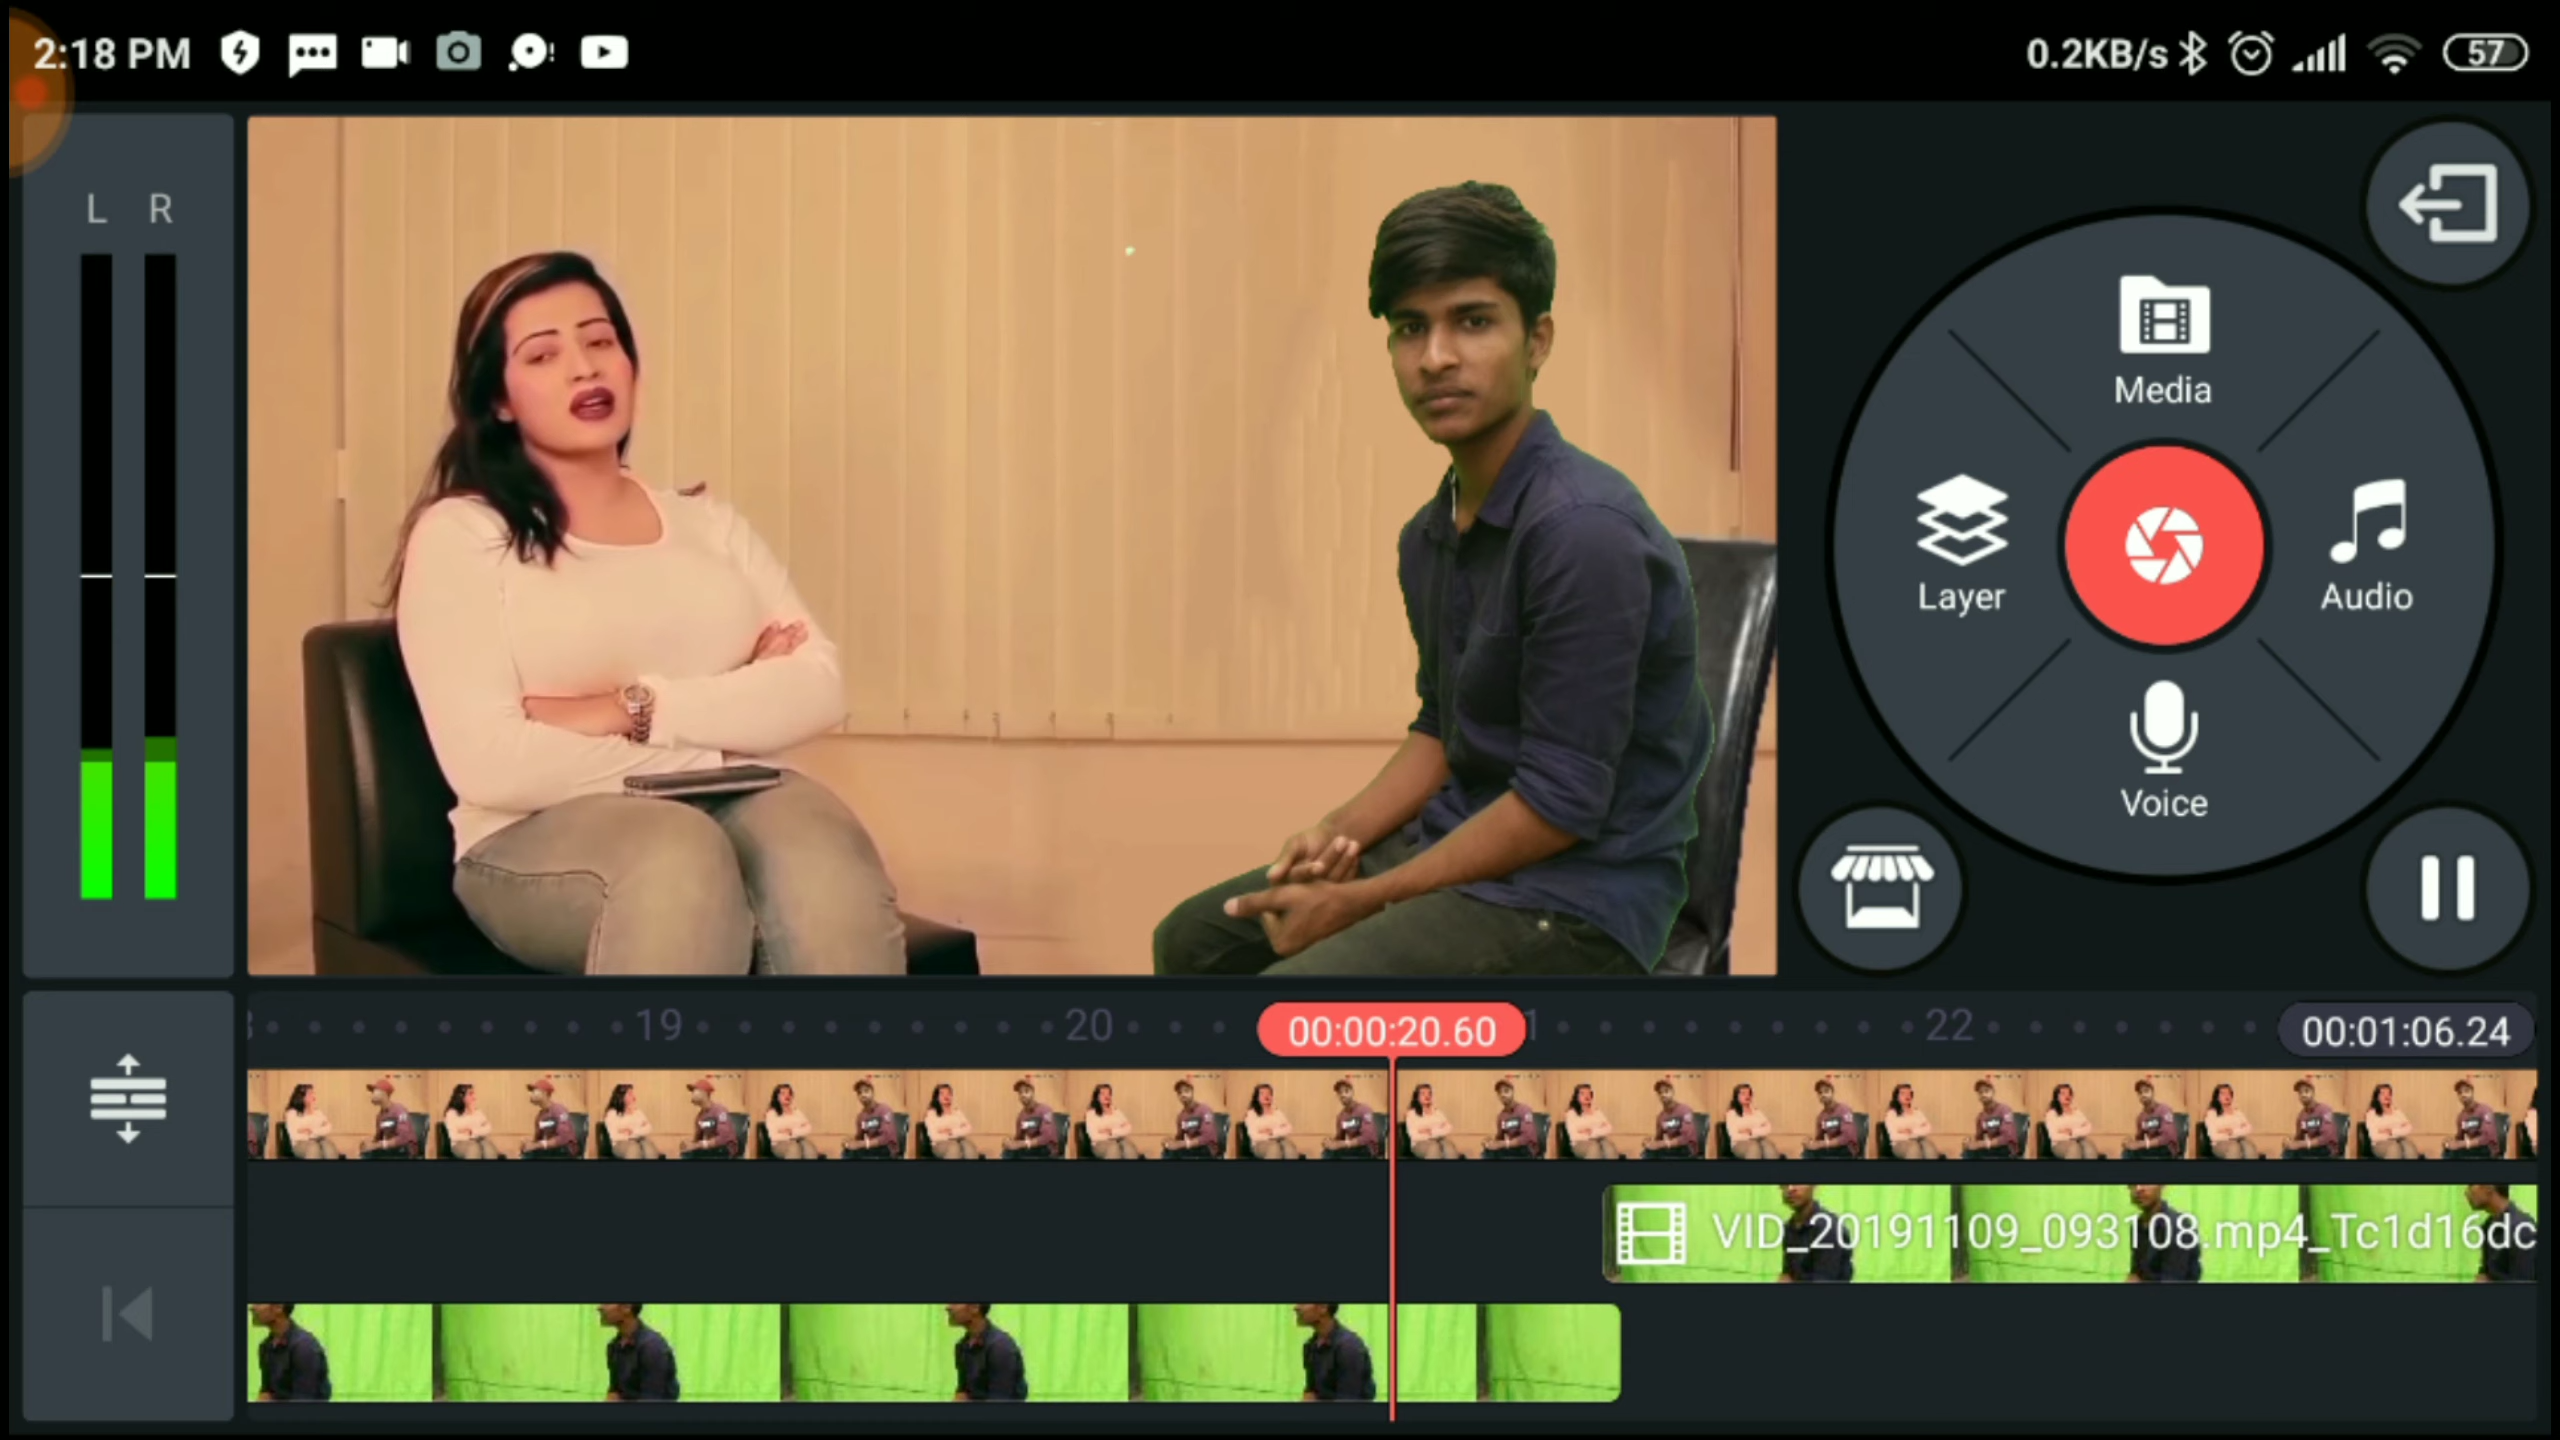 2:18 PM
0.2KB/s
57
L R
Media
Layer
Audio
Voice
19
20
00:00:20.60
22
00:01:06.24
VID_20191109_093108.mp4_Tc1d16dc